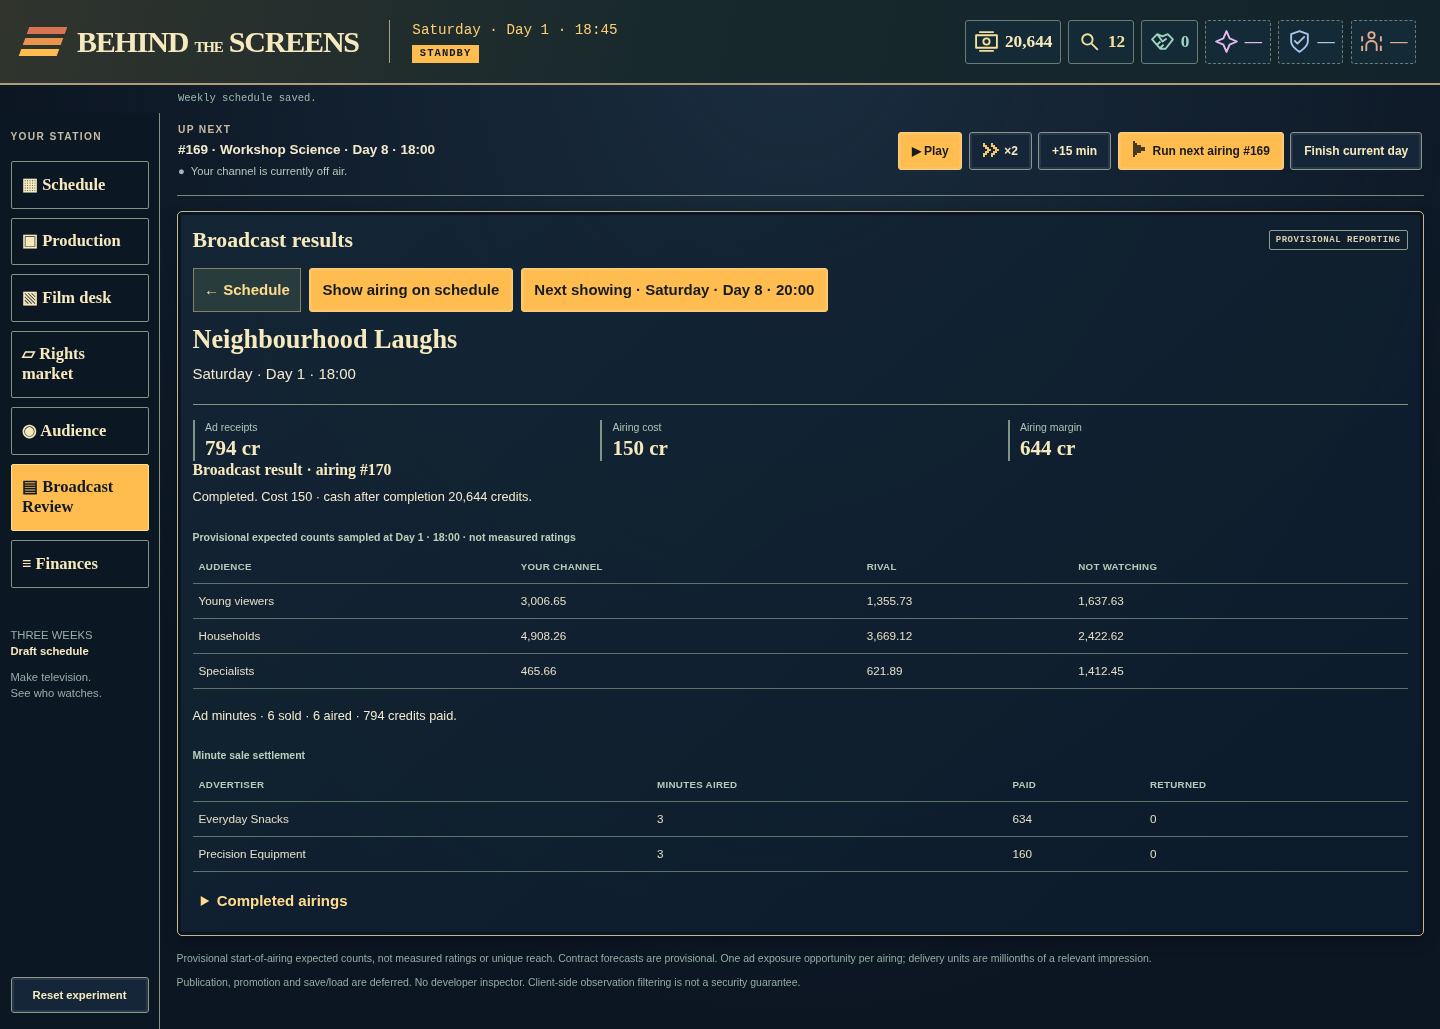 BEHIND THE SCREENS
Saturday · Day 1 · 18:45
STANDBY
20,644
12
0
—
—
—
Weekly schedule saved.
YOUR STATION
▦ Schedule
▣ Production
▧ Film desk
▱ Rights market
◉ Audience
▤ Broadcast Review
≡ Finances
THREE WEEKS
Draft schedule
Make television.
See who watches.
Reset experiment
UP NEXT
#169 · Workshop Science · Day 8 · 18:00
● Your channel is currently off air.
▶ Play
×2
+15 min
Run next airing #169
Finish current day
Broadcast results
PROVISIONAL REPORTING
← Schedule
Show airing on schedule
Next showing · Saturday · Day 8 · 20:00
Neighbourhood Laughs
Saturday · Day 1 · 18:00
Ad receipts
794 cr
Airing cost
150 cr
Airing margin
644 cr
Broadcast result · airing #170
Completed. Cost 150 · cash after completion 20,644 credits.
Provisional expected counts sampled at Day 1 · 18:00 · not measured ratings
AUDIENCE YOUR CHANNEL RIVAL NOT WATCHING
Young viewers 3,006.65 1,355.73 1,637.63
Households 4,908.26 3,669.12 2,422.62
Specialists 465.66 621.89 1,412.45
Ad minutes · 6 sold · 6 aired · 794 credits paid.
Minute sale settlement
ADVERTISER MINUTES AIRED PAID RETURNED
Everyday Snacks 3 634 0
Precision Equipment 3 160 0
▶ Completed airings
Provisional start-of-airing expected counts, not measured ratings or unique reach. Contract forecasts are provisional. One ad exposure opportunity per airing; delivery units are millionths of a relevant impression.
Publication, promotion and save/load are deferred. No developer inspector. Client-side observation filtering is not a security guarantee.